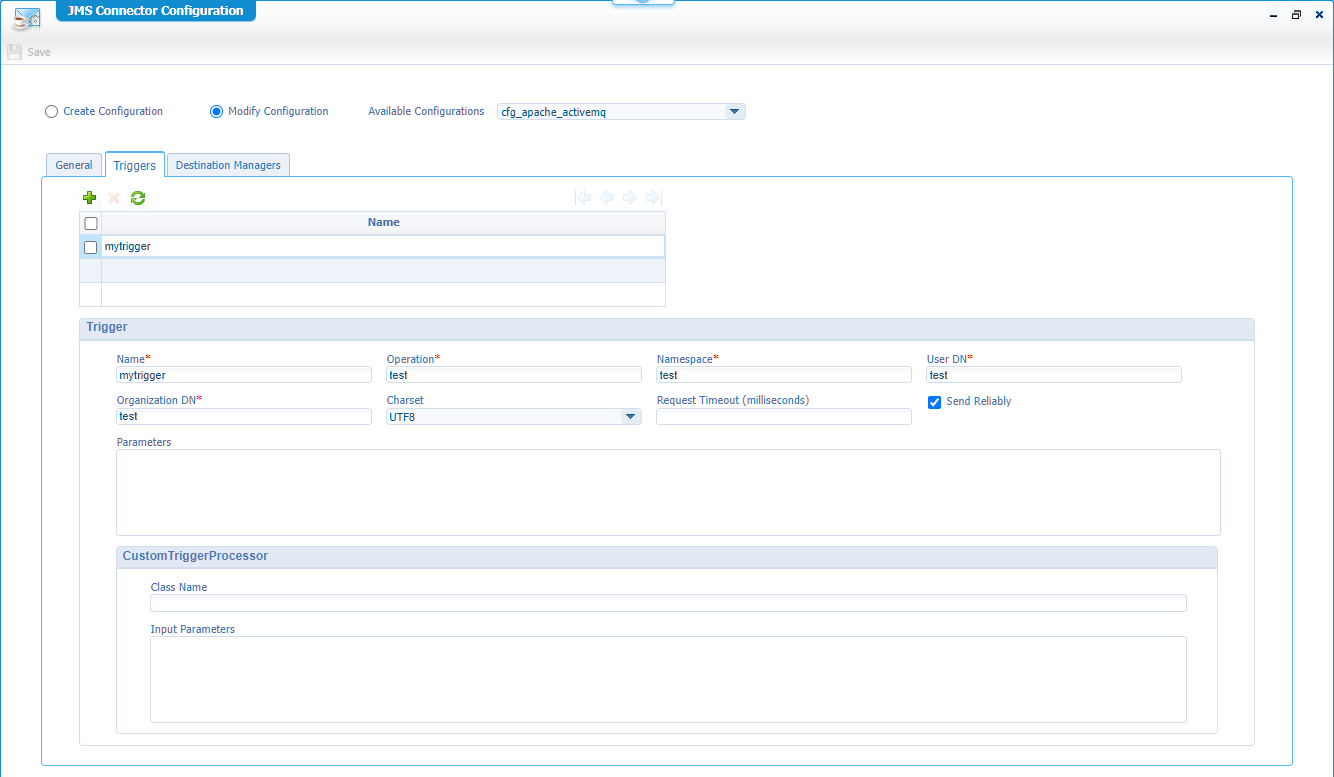 JMS Connector Configuration
Save
Create Configuration Modify Configuration Available Configurations cfg_apache_activemq
General Triggers Destination Managers
Name
mytrigger
Trigger
Name* Operation* Namespace* User DN*
mytrigger test test test
Organization DN* Charset Request Timeout (milliseconds) Send Reliably
test UTF8
Parameters
CustomTriggerProcessor
Class Name
Input Parameters